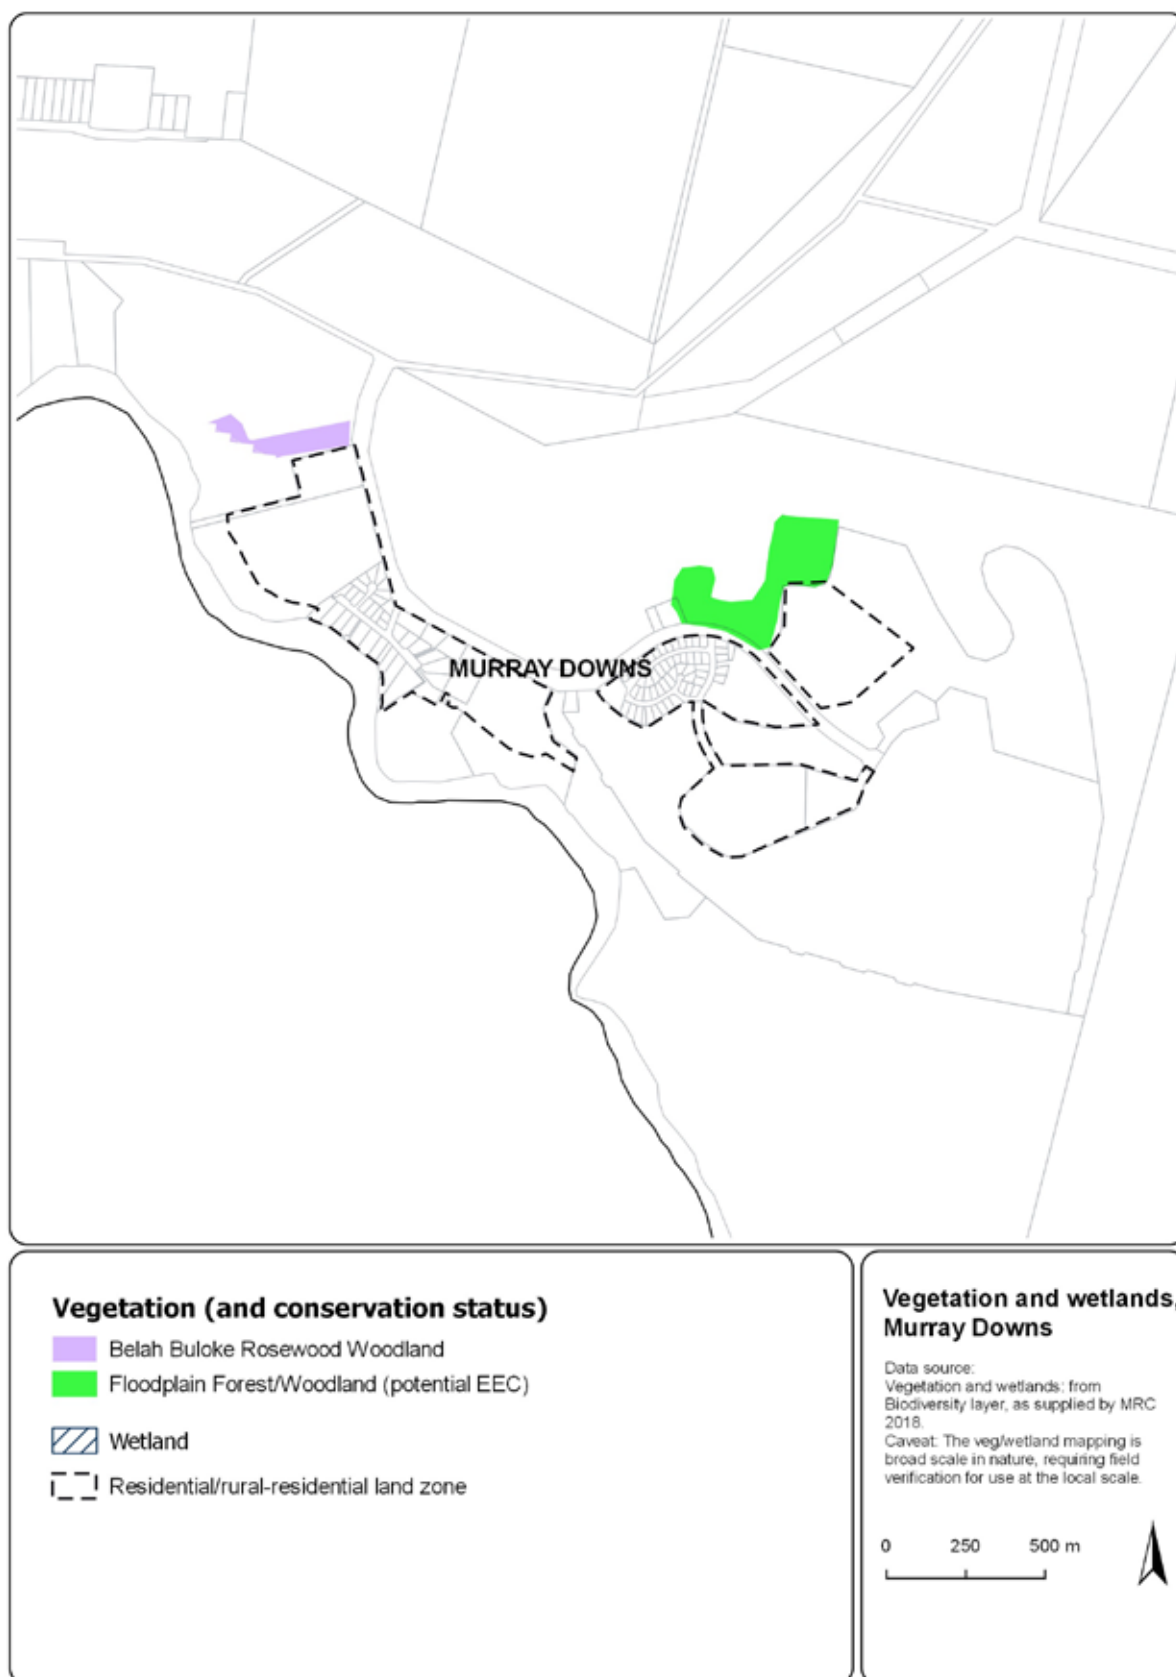 MURRAY DOWNS
Vegetation (and conservation status)
Belah Buloke Rosewood Woodland
Floodplain Forest/Woodland (potential EEC)
Wetland
Residential/rural-residential land zone
Vegetation and wetlands,
Murray Downs
Data source:
Vegetation and wetlands: from
Biodiversity layer, as supplied by MRC
2018.
Caveat: The veg/wetland mapping is
broad scale in nature, requiring field
verification for use at the local scale.
0 250 500 m